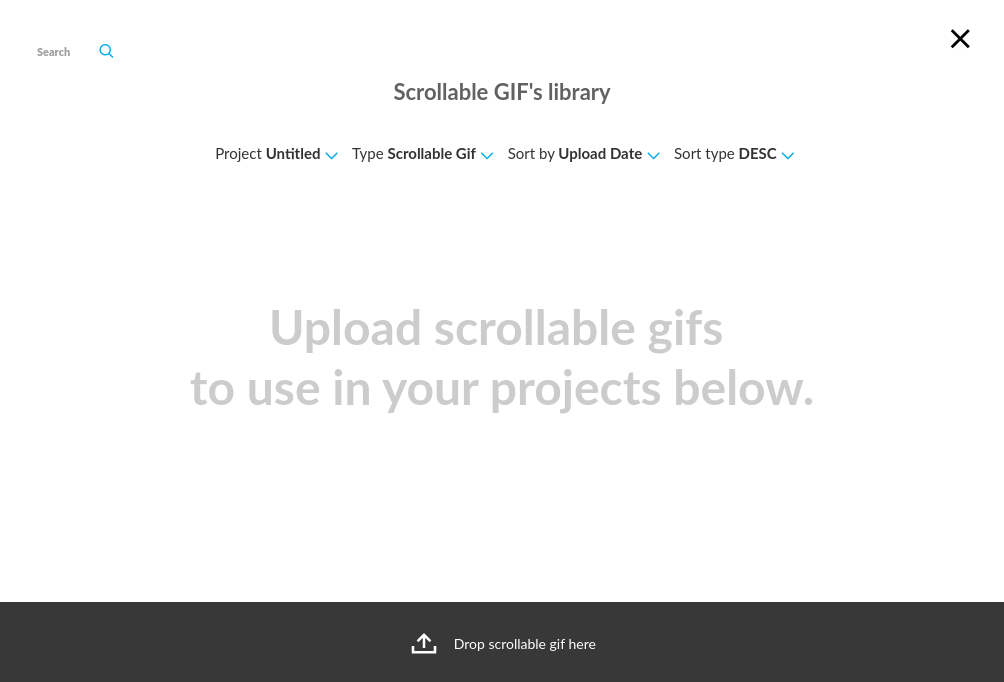 Search
Scrollable GIF's library
Project Untitled Type Scrollable Gif Sort by Upload Date Sort type DESC
Upload scrollable gifs
to use in your projects below.
Drop scrollable gif here